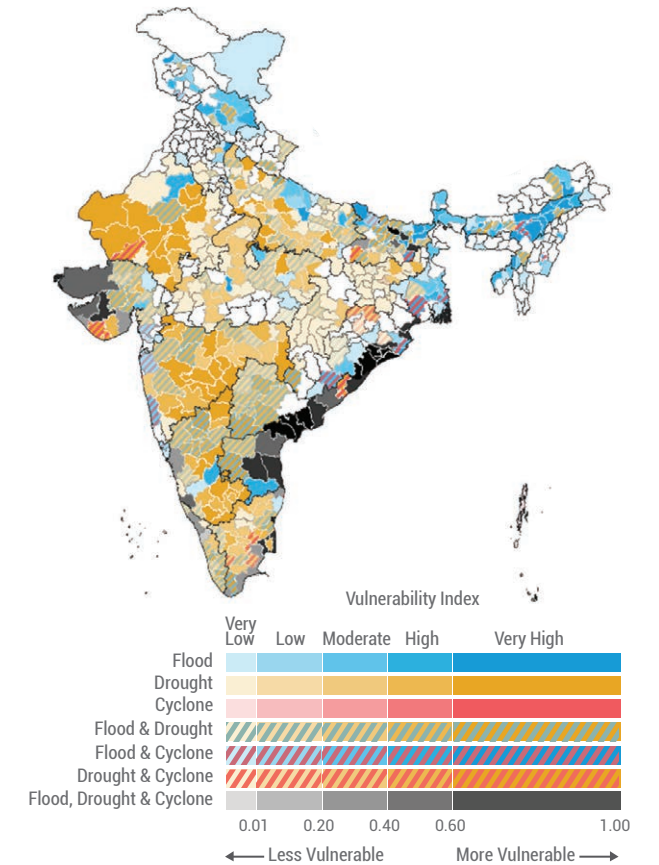 Vulnerability Index
Very
Low Low Moderate High Very High
Flood
Drought
Cyclone
Flood & Drought
Flood & Cyclone
Drought & Cyclone
Flood, Drought & Cyclone
0.01 0.20 0.40 0.60 1.00
Less Vulnerable More Vulnerable